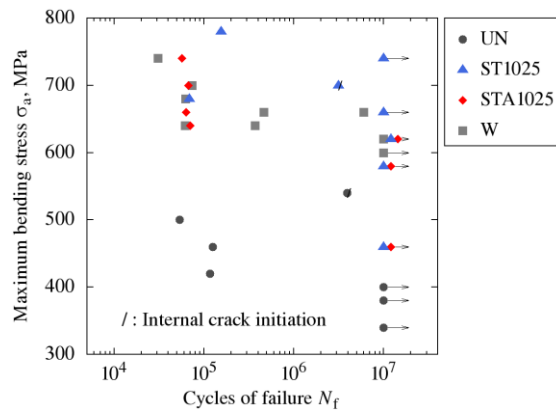 800
700
600
500
400
300
Maximum bending stress σa, MPa
/ : Internal crack initiation
10^4
10^5
10^6
10^7
Cycles of failure Nf
UN
ST1025
STA1025
W